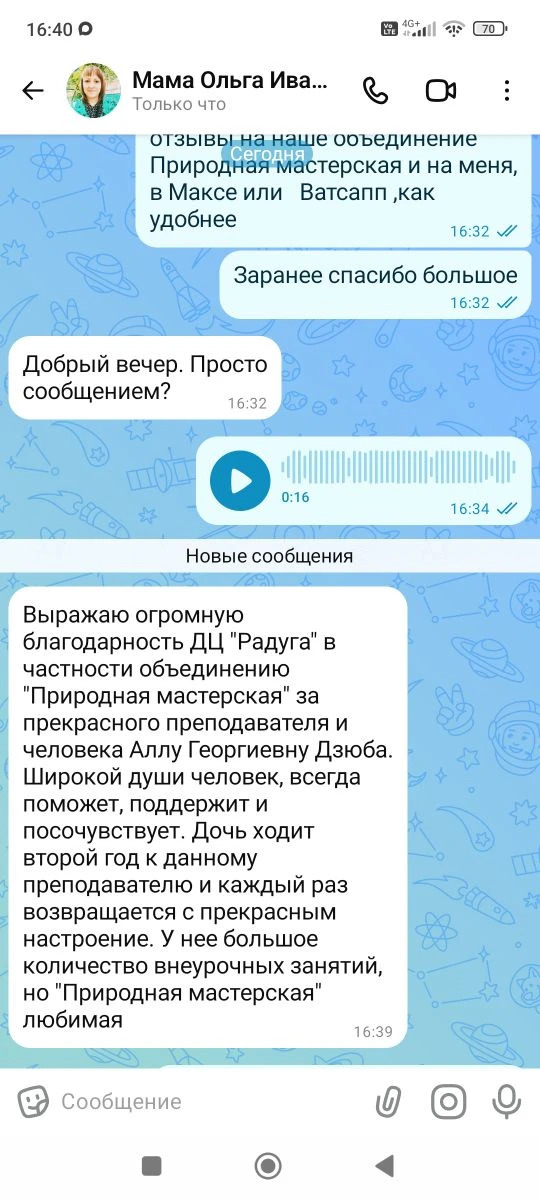 16:40
Vo LTE
4G+
70
Мама Ольга Ива...
Только что
отзывы на наше объединение
Сегодня
Природная мастерская и на меня,
в Максе или Ватсапп ,как
удобнее
16:32
Заранее спасибо большое
16:32
Добрый вечер. Просто
сообщением?
16:32
0:16
16:34
Новые сообщения
Выражаю огромную
благодарность ДЦ "Радуга" в
частности объединению
"Природная мастерская" за
прекрасного преподавателя и
человека Аллу Георгиевну Дзюба.
Широкой души человек, всегда
поможет, поддержит и
посочувствует. Дочь ходит
второй год к данному
преподавателю и каждый раз
возвращается с прекрасным
настроение. У нее большое
количество внеурочных занятий,
но "Природная мастерская"
любимая
16:39
Сообщение